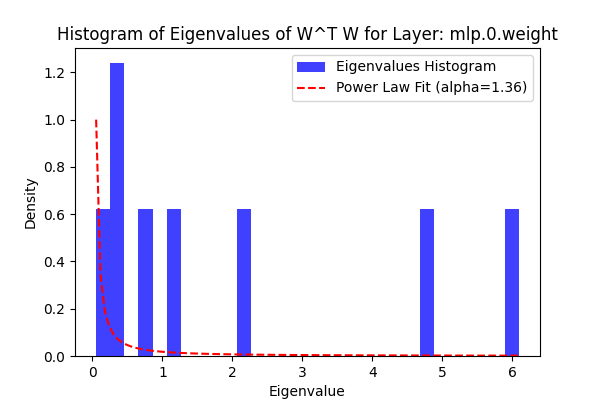 Histogram of Eigenvalues of W^T W for Layer: mlp.0.weight
Eigenvalues Histogram
Power Law Fit (alpha=1.36)
1.2
1.0
0.8
0.6
0.4
0.2
0.0
Density
0 1 2 3 4 5 6
Eigenvalue